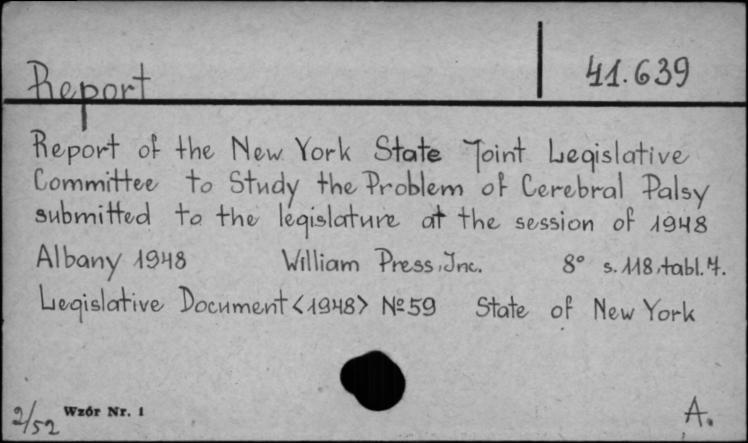 Report 41.639
Report of the New York State Joint Legislative
Committee to Study the Problem of Cerebral Palsy
submitted to the legislature at the session of 1948
Albany 1948 William Press, Inc. 8° s. 118, tabl. 7.
Legislative Document <1948> № 59 State of New York
2/52 Wzór Nr. 1 A.